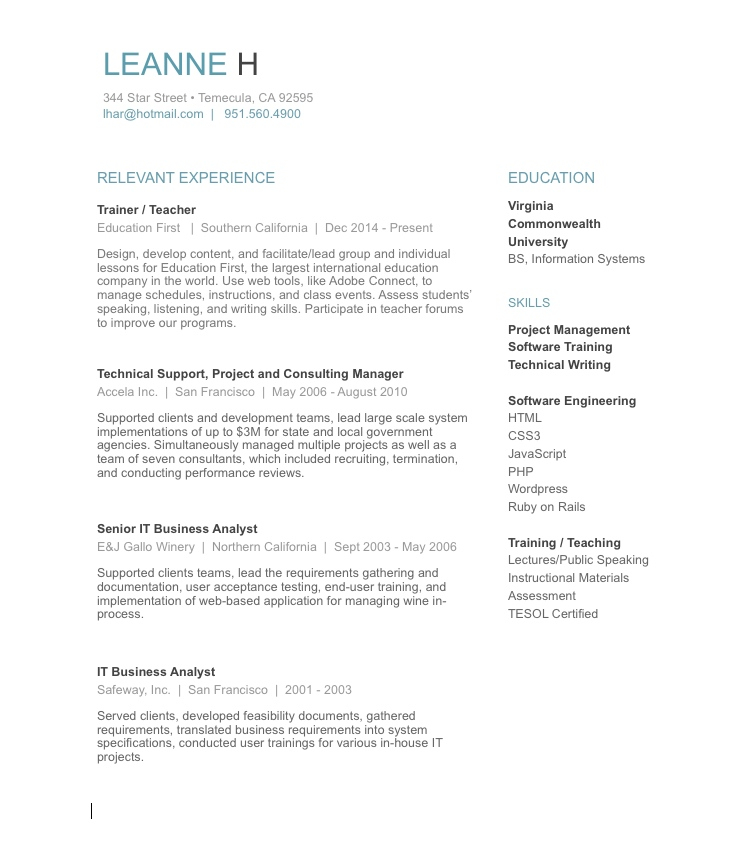 LEANNE H
344 Star Street • Temecula, CA 92595
lhar@hotmail.com | 951.560.4900
RELEVANT EXPERIENCE
Trainer / Teacher
Education First | Southern California | Dec 2014 - Present
Design, develop content, and facilitate/lead group and individual
lessons for Education First, the largest international education
company in the world. Use web tools, like Adobe Connect, to
manage schedules, instructions, and class events. Assess students’
speaking, listening, and writing skills. Participate in teacher forums
to improve our programs.
Technical Support, Project and Consulting Manager
Accela Inc. | San Francisco | May 2006 - August 2010
Supported clients and development teams, lead large scale system
implementations of up to $3M for state and local government
agencies. Simultaneously managed multiple projects as well as a
team of seven consultants, which included recruiting, termination,
and conducting performance reviews.
Senior IT Business Analyst
E&J Gallo Winery | Northern California | Sept 2003 - May 2006
Supported clients teams, lead the requirements gathering and
documentation, user acceptance testing, end-user training, and
implementation of web-based application for managing wine in-
process.
IT Business Analyst
Safeway, Inc. | San Francisco | 2001 - 2003
Served clients, developed feasibility documents, gathered
requirements, translated business requirements into system
specifications, conducted user trainings for various in-house IT
projects.
EDUCATION
Virginia
Commonwealth
University
BS, Information Systems
SKILLS
Project Management
Software Training
Technical Writing
Software Engineering
HTML
CSS3
JavaScript
PHP
Wordpress
Ruby on Rails
Training / Teaching
Lectures/Public Speaking
Instructional Materials
Assessment
TESOL Certified